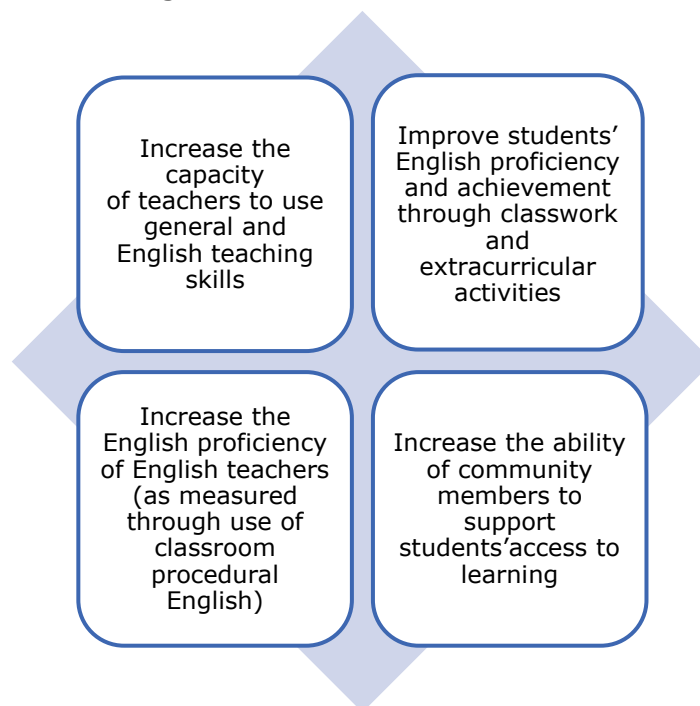 Increase the
capacity
of teachers to use
general and
English teaching
skills
Improve students’
English proficiency
and achievement
through classwork
and
extracurricular
activities
Increase the
English proficiency
of English teachers
(as measured
through use of
classroom
procedural
English)
Increase the ability
of community
members to
support
students’access to
learning